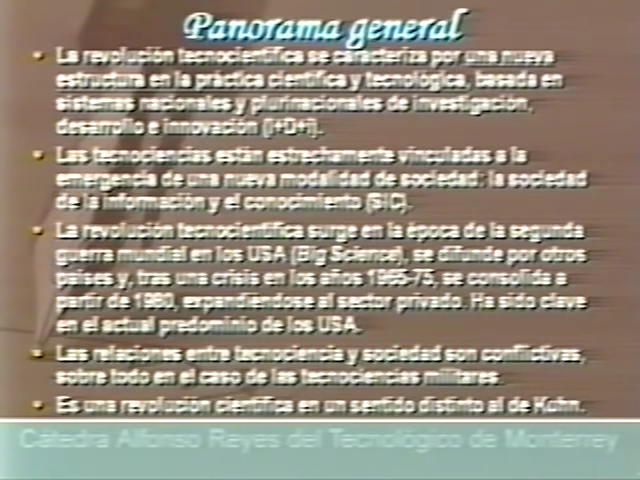 Panorama general
• La revolución tecnocientífica se caracteriza por una nueva
estructura en la práctica científica y tecnológica, basada en
sistemas nacionales y plurinacionales de investigación,
desarrollo e innovación (I+D+i).
• Las tecnociencias están estrechamente vinculadas a la
emergencia de una nueva modalidad de sociedad: la sociedad
de la información y el conocimiento (SIC).
• La revolución tecnocientífica surge en la época de la segunda
guerra mundial en los USA (Big Science), se difunde por otros
países y, tras una crisis en los años 1965-75, se consolida a
partir de 1980, expandiéndose al sector privado. Ha sido clave
en el actual predominio de los USA.
• Las relaciones entre tecnociencia y sociedad son conflictivas,
sobre todo en el caso de las tecnociencias militares.
• Es una revolución científica en un sentido distinto al de Kuhn.
Cátedra Alfonso Reyes del Tecnológico de Monterrey